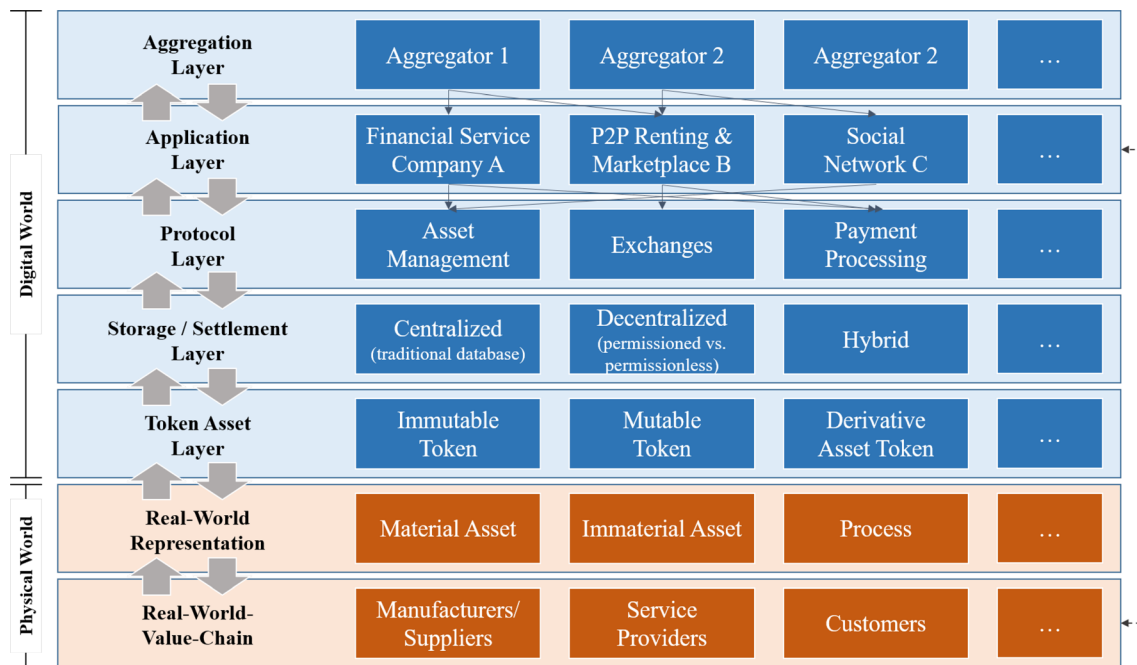 Digital World
Physical World
Aggregation
Layer
Aggregator 1
Aggregator 2
Aggregator 2
…
Application
Layer
Financial Service
Company A
P2P Renting &
Marketplace B
Social
Network C
…
Protocol
Layer
Asset
Management
Exchanges
Payment
Processing
…
Storage / Settlement
Layer
Centralized
(traditional database)
Decentralized
(permissioned vs.
permissionless)
Hybrid
…
Token Asset
Layer
Immutable
Token
Mutable
Token
Derivative
Asset Token
…
Real-World
Representation
Material Asset
Immaterial Asset
Process
…
Real-World-
Value-Chain
Manufacturers/
Suppliers
Service
Providers
Customers
…